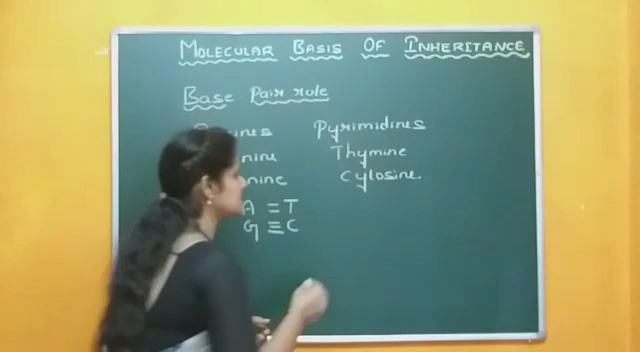 MOLECULAR BASIS OF INHERITANCE
Base Pair rule
Pyrimidines
Thymine
Cytosine.
A = T
G ≡ C